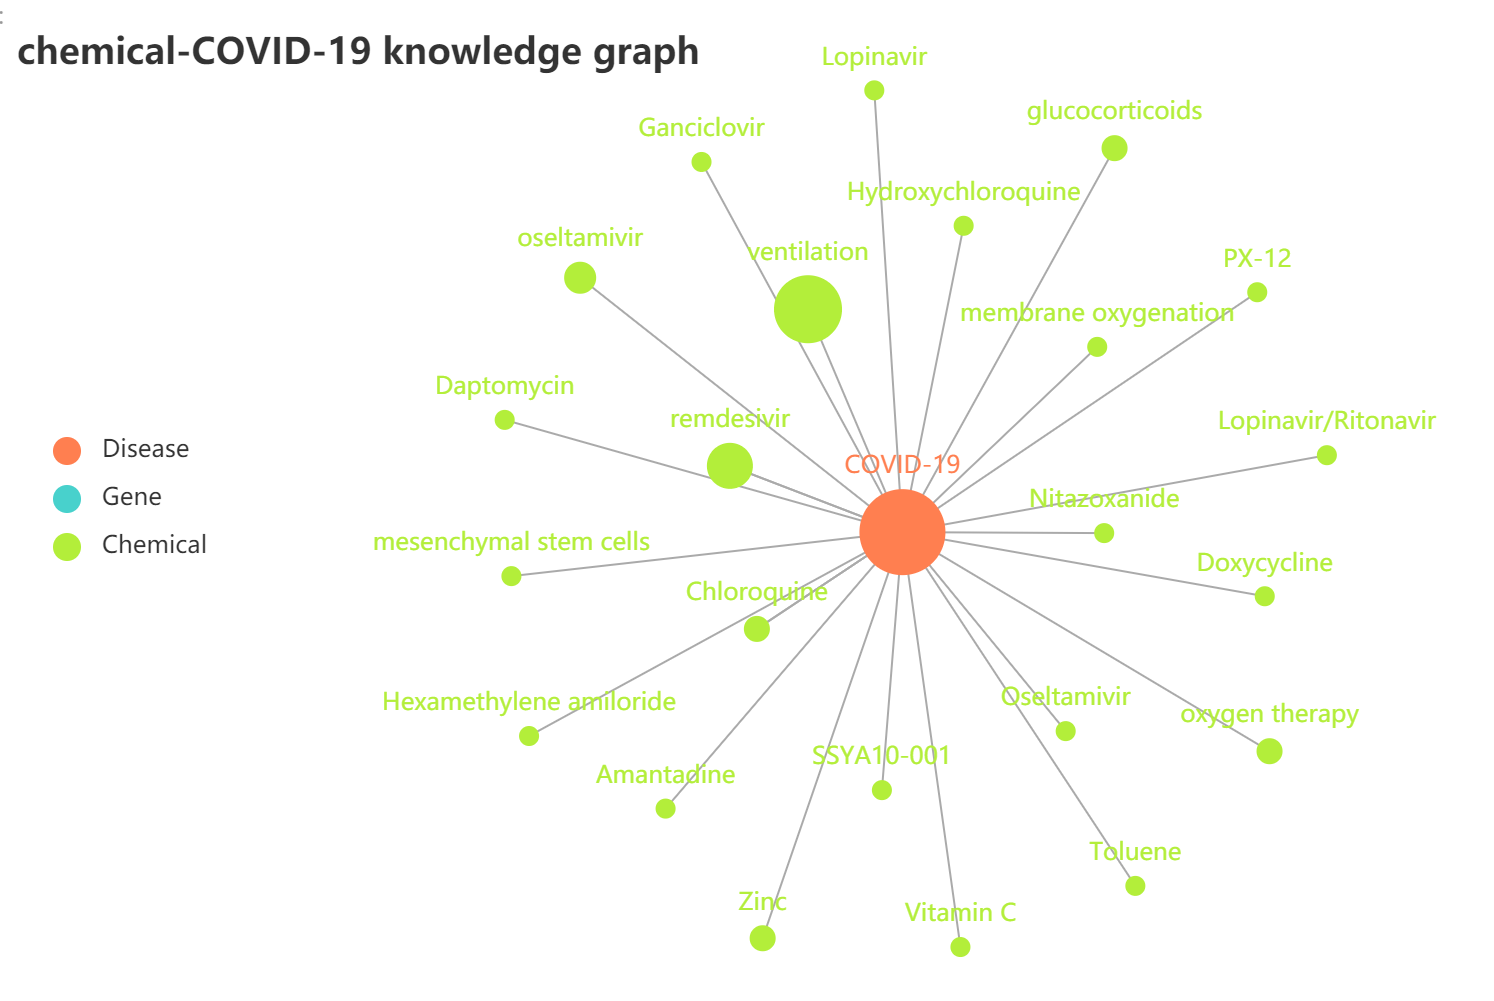 :
chemical-COVID-19 knowledge graph
Lopinavir
glucocorticoids
Ganciclovir
Hydroxychloroquine
oseltamivir
ventilation
PX-12
membrane oxygenation
Daptomycin
remdesivir
Lopinavir/Ritonavir
Disease
COVID-19
Gene
Nitazoxanide
Chemical
mesenchymal stem cells
Doxycycline
Chloroquine
Hexamethylene amiloride
Oseltamivir
oxygen therapy
SSYA10-001
Amantadine
Toluene
Zinc
Vitamin C